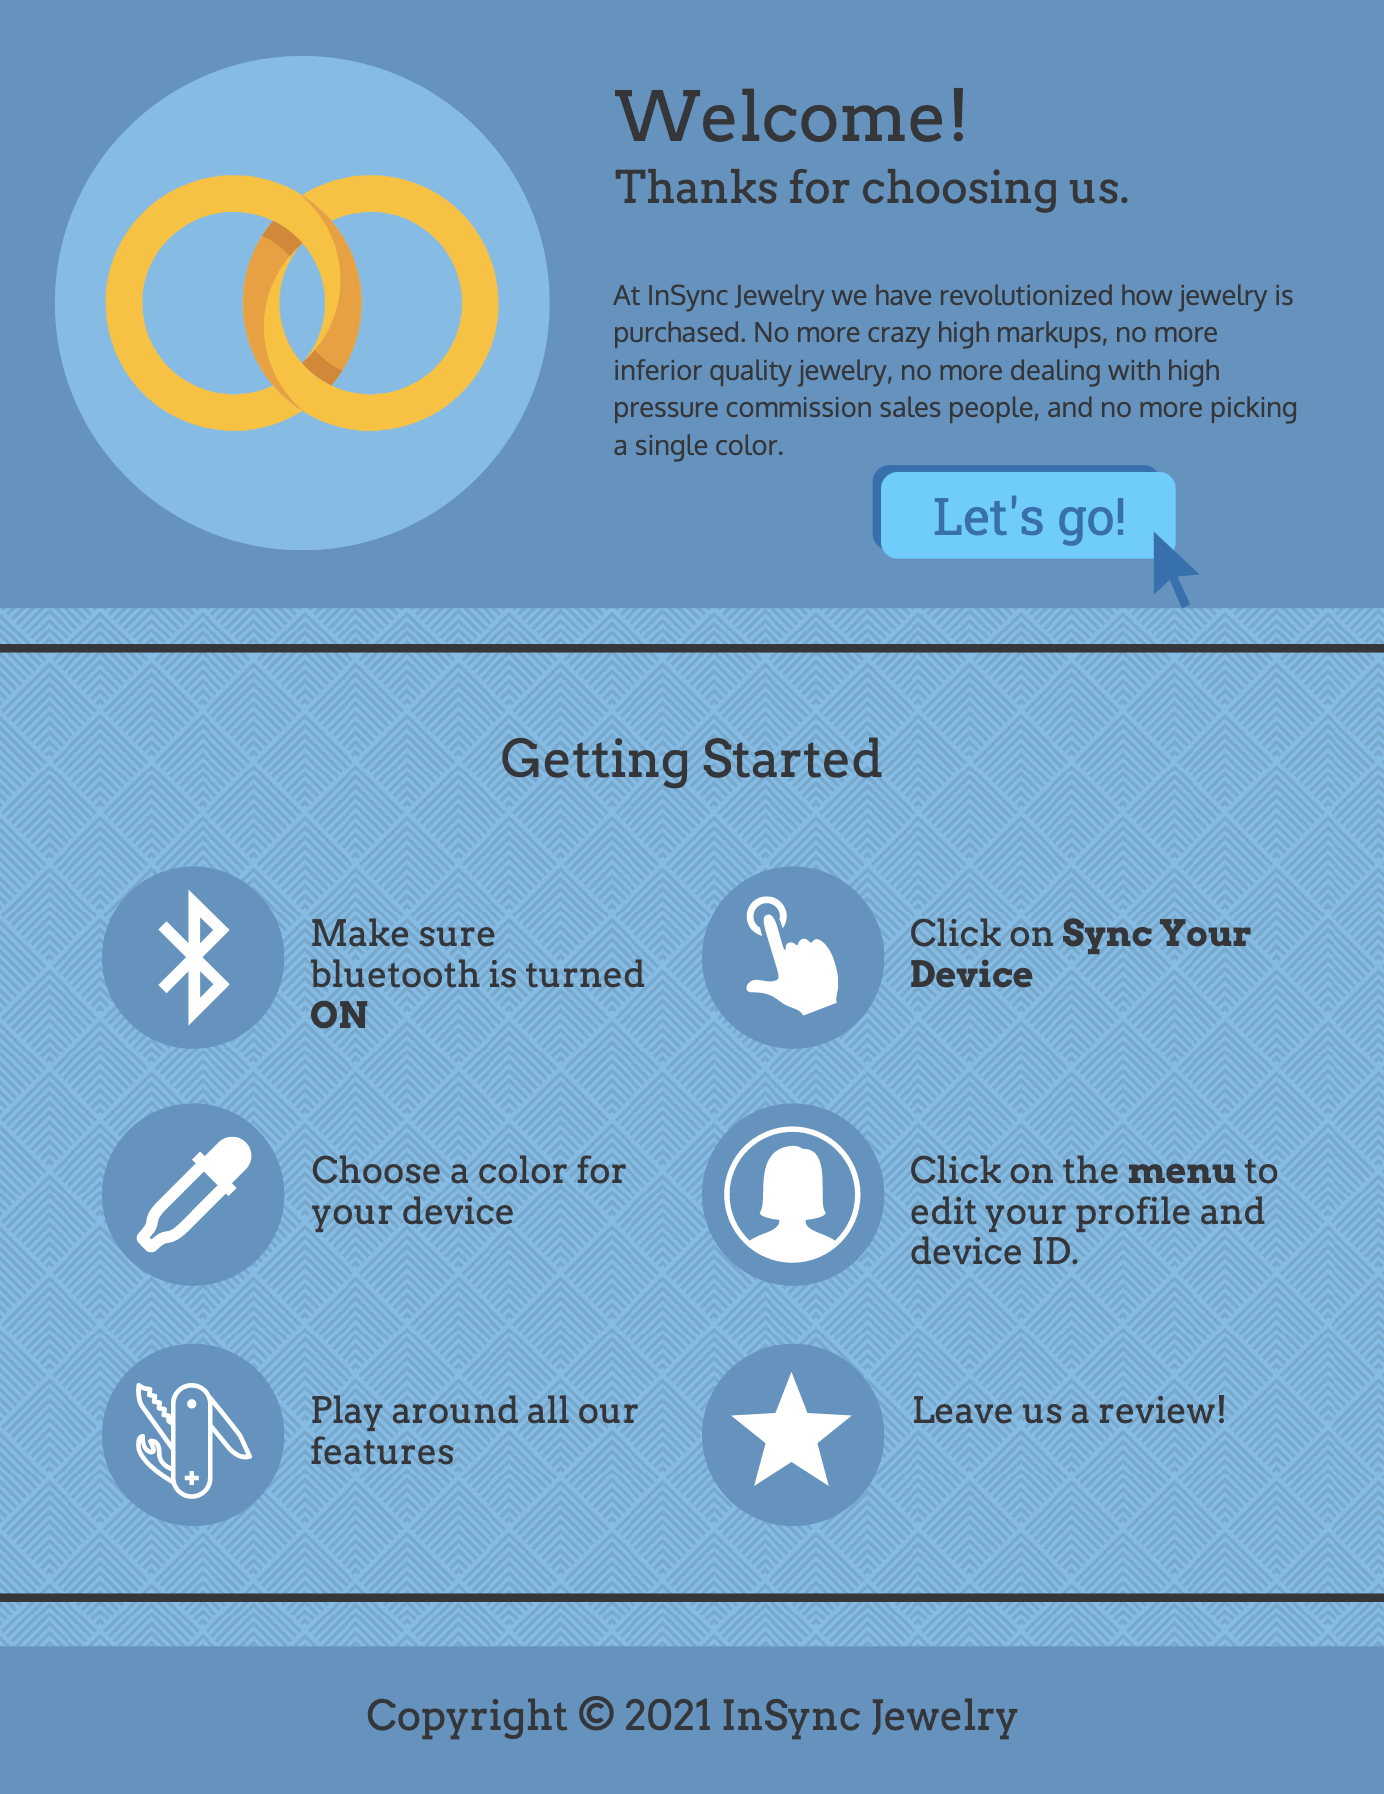 Welcome!
Thanks for choosing us.
At InSync Jewelry we have revolutionized how jewelry is
purchased. No more crazy high markups, no more
inferior quality jewelry, no more dealing with high
pressure commission sales people, and no more picking
a single color.
Let's go!
Getting Started
Make sure
bluetooth is turned
ON
Click on Sync Your
Device
Choose a color for
your device
Click on the menu to
edit your profile and
device ID.
Play around all our
features
Leave us a review!
Copyright © 2021 InSync Jewelry